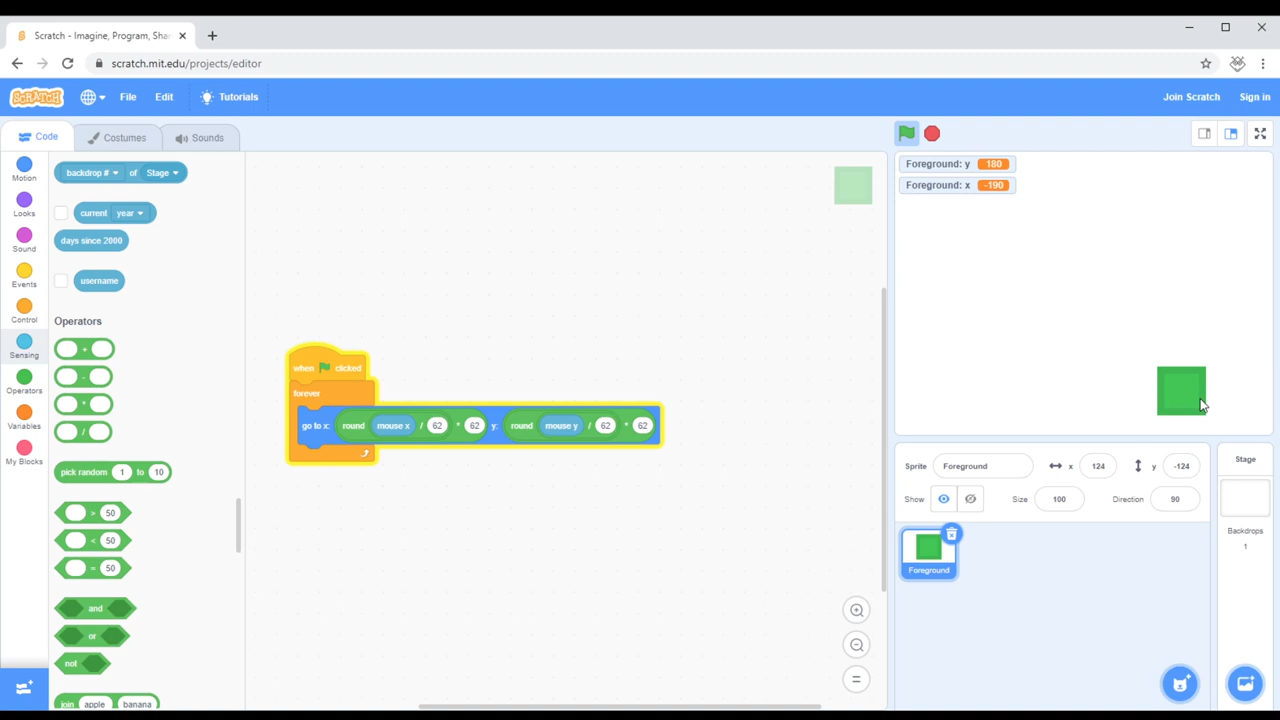 Scratch - Imagine, Program, Sha
scratch.mit.edu/projects/editor
SCRATCH File Edit Tutorials Join Scratch Sign in
Code Costumes Sounds
Motion
Looks
Sound
Events
Control
Sensing
Operators
Variables
My Blocks
backdrop # of Stage
current year
days since 2000
username
Operators
+
-
*
/
pick random 1 to 10
> 50
< 50
= 50
and
or
not
join apple banana
when clicked
forever
go to x: round mouse x / 62 * 62 y: round mouse y / 62 * 62
Foreground: y 180
Foreground: x -190
Sprite Foreground x 124 y -124
Show Size 100 Direction 90
Foreground
Stage
Backdrops
1